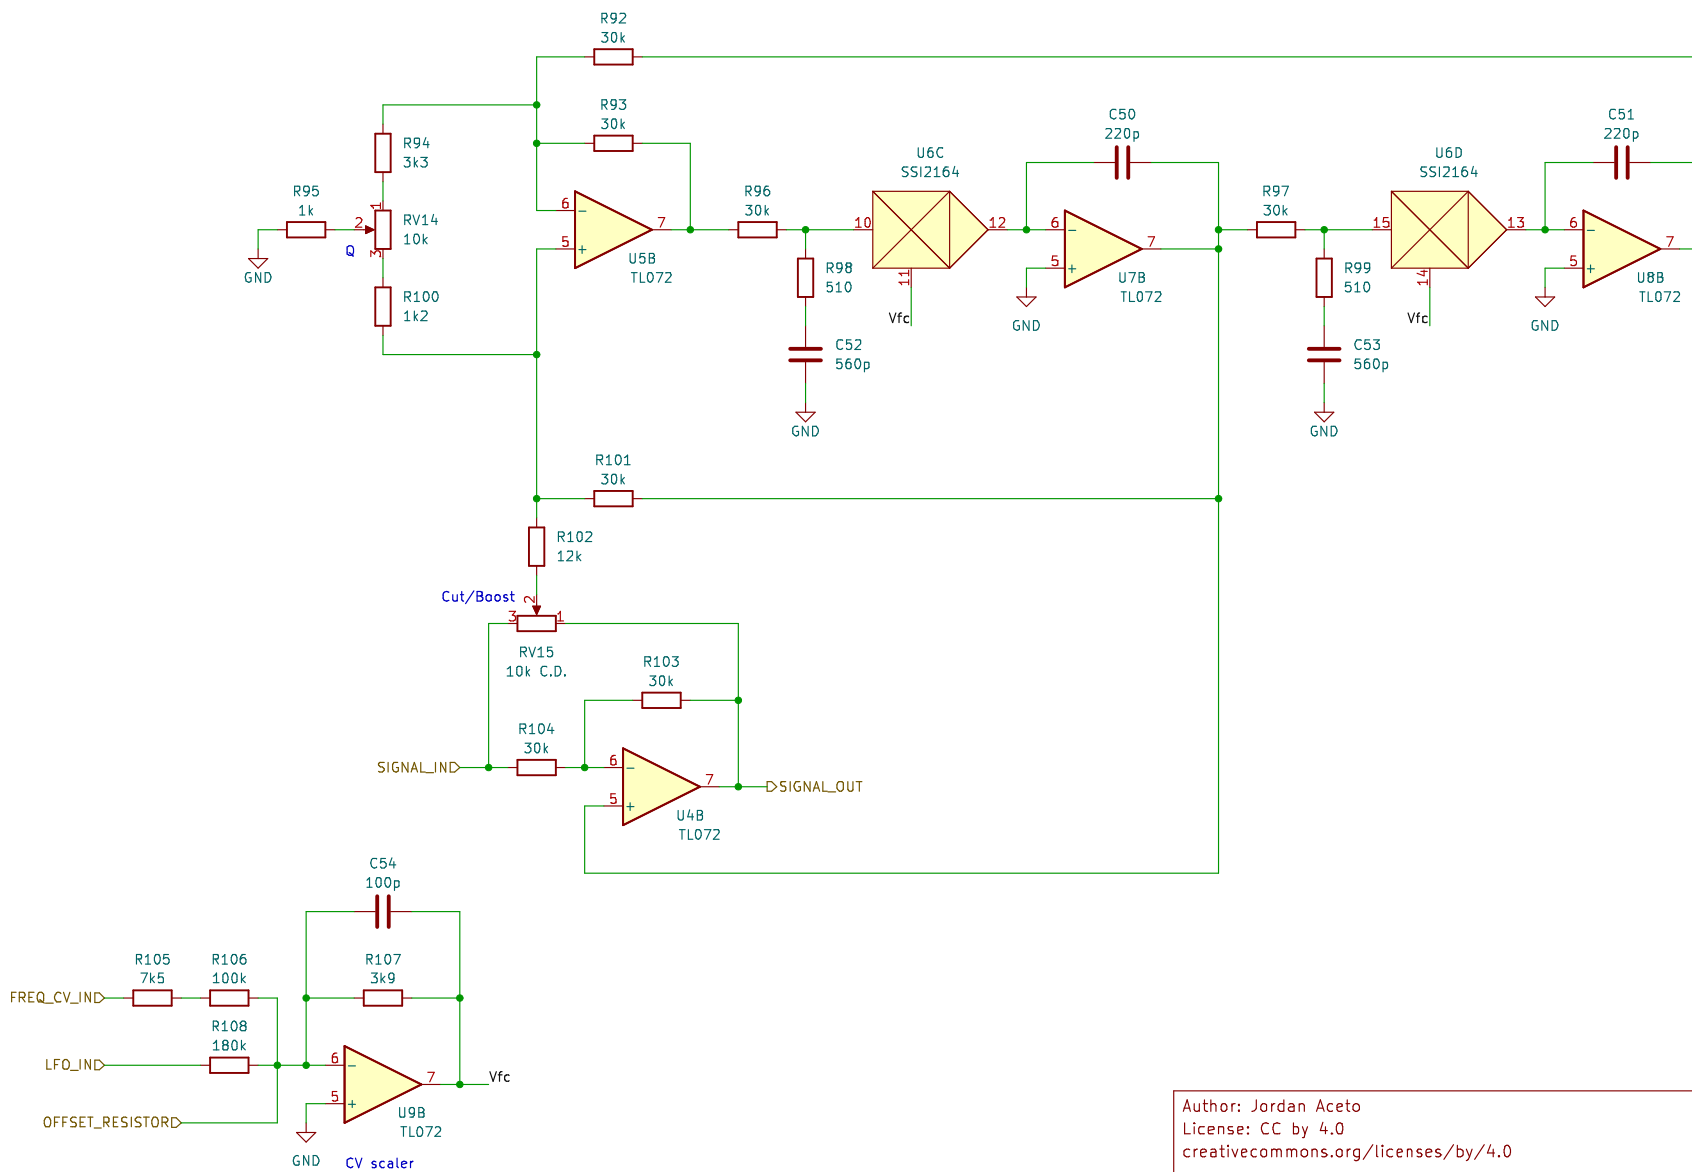 R92
30k
R93
30k
C50
220p
C51
220p
R94
3k3
U6C
SSI2164
U6D
SSI2164
R95
1k
1
2
RV14
10k
3
Q
GND
R96
30k
R97
30k
6
5
7
U5B
TL072
10
12
11
Vfc
R98
510
6
5
7
U7B
TL072
GND
15
13
14
Vfc
R99
510
6
5
7
U8B
TL072
GND
R100
1k2
C52
560p
GND
C53
560p
GND
R101
30k
R102
12k
Cut/Boost
2
3
1
RV15
10k C.D.
R103
30k
R104
30k
SIGNAL_IN
6
5
7
SIGNAL_OUT
U4B
TL072
C54
100p
R105
7k5
R106
100k
R107
3k9
FREQ_CV_IN
R108
180k
LFO_IN
6
5
7
Vfc
OFFSET_RESISTOR
U9B
TL072
GND
CV scaler
Author: Jordan Aceto
License: CC by 4.0
creativecommons.org/licenses/by/4.0